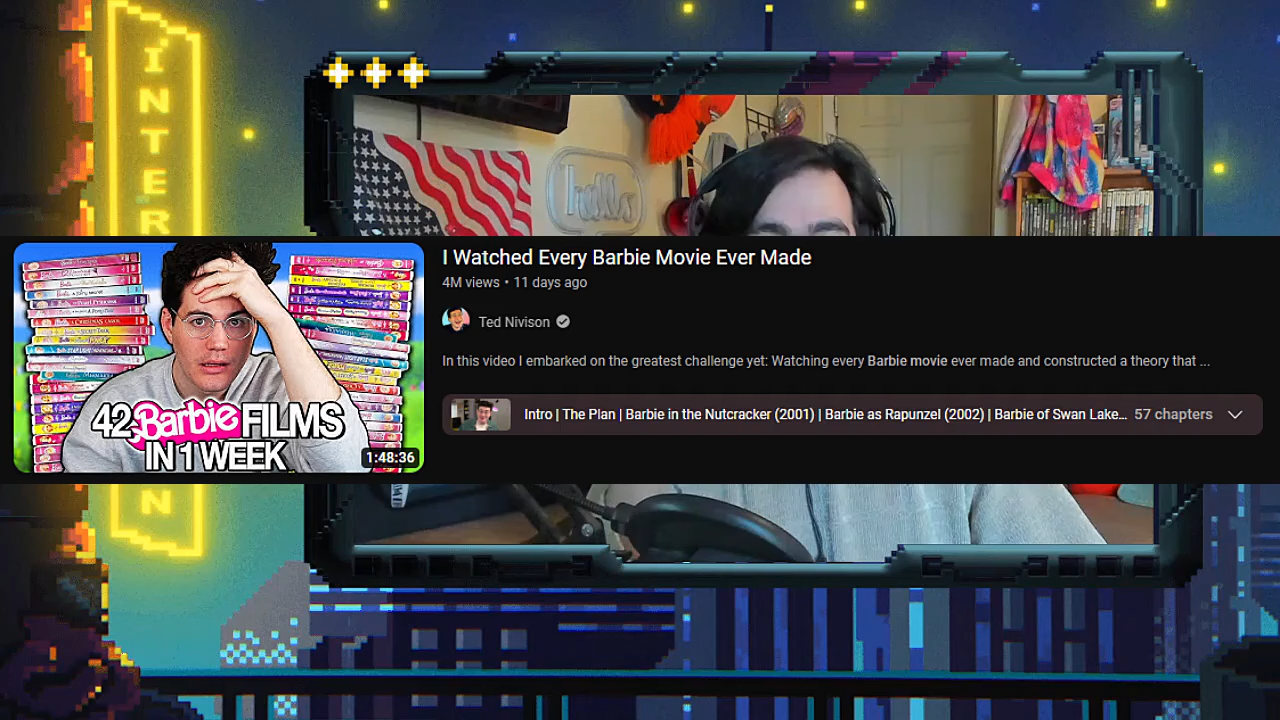 INTER
hello
I Watched Every Barbie Movie Ever Made
4M views • 11 days ago
Ted Nivison
In this video I embarked on the greatest challenge yet: Watching every Barbie movie ever made and constructed a theory that ...
Intro | The Plan | Barbie in the Nutcracker (2001) | Barbie as Rapunzel (2002) | Barbie of Swan Lake... 57 chapters
42 Barbie FILMS
IN 1 WEEK
1:48:36
N